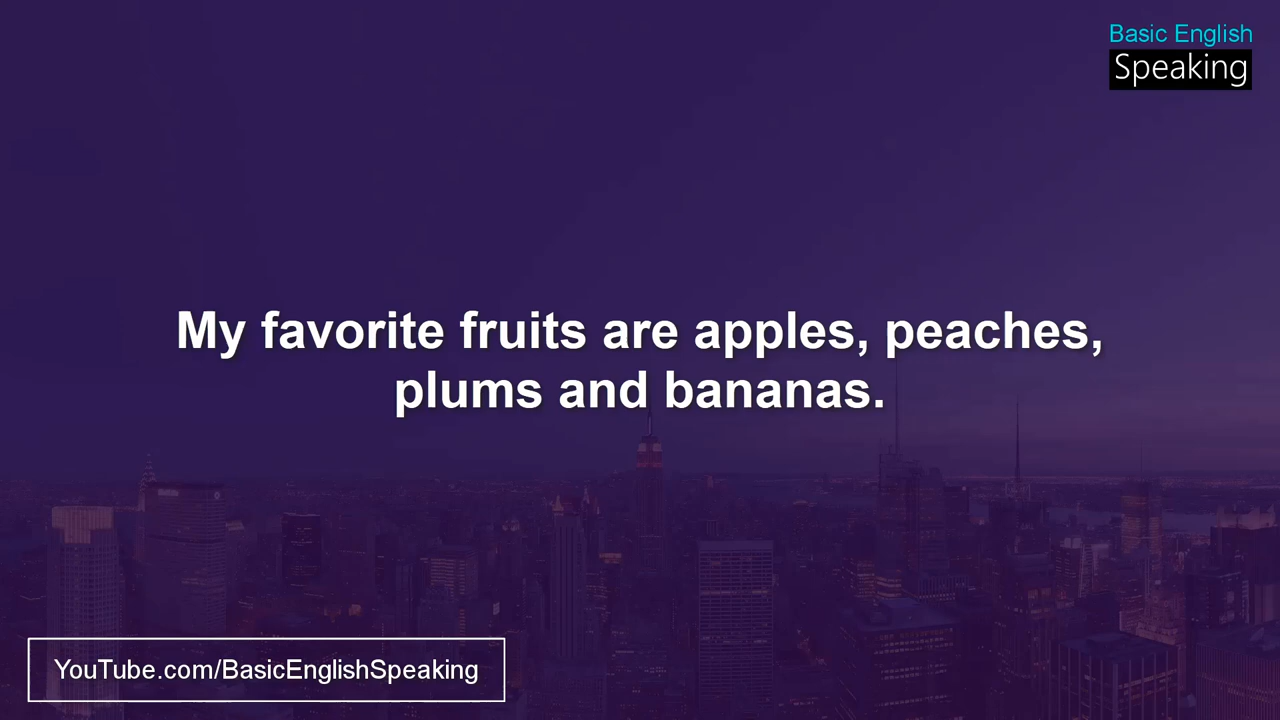 Basic English
Speaking
My favorite fruits are apples, peaches,
plums and bananas.
YouTube.com/BasicEnglishSpeaking